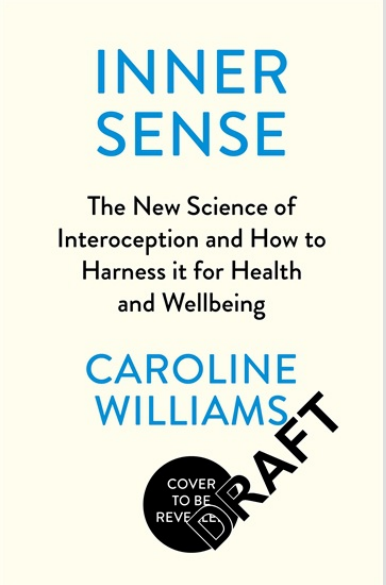 INNER
SENSE
The New Science of
Interoception and How to
Harness it for Health
and Wellbeing
CAROLINE
WILLIAMS
COVER
TO BE
DRAFT